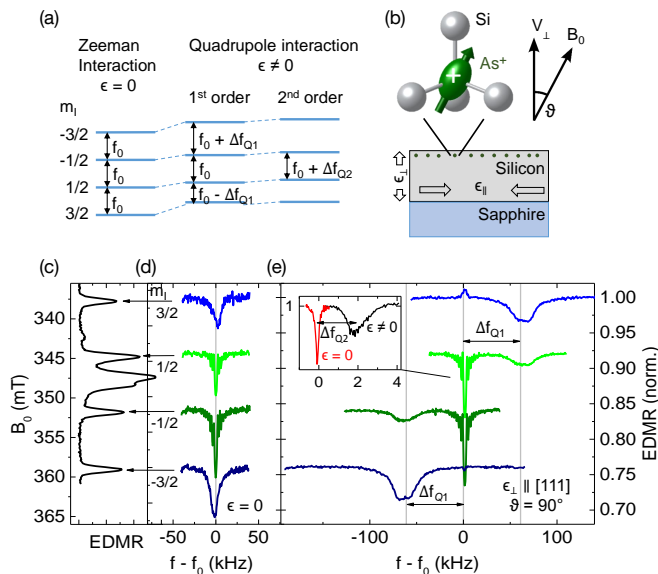 (a)
Zeeman
Interaction
ϵ = 0
Quadrupole interaction
ϵ ≠ 0
1st order
2nd order
mI
-3/2
-1/2
1/2
3/2
f0
f0
f0
f0 + ΔfQ1
f0
f0 - ΔfQ1
f0 + ΔfQ2
(b)
Si
As+
+
V⊥
B0
ϑ
ϵ⊥
Silicon
ϵ∥
Sapphire
(c)
B0 (mT)
335
340
345
350
355
360
365
EDMR
(d)
mI
3/2
1/2
-1/2
-3/2
ϵ = 0
-50
0
50
f - f0 (kHz)
(e)
1
ΔfQ2
ϵ ≠ 0
ϵ = 0
0
2
4
ΔfQ1
ΔfQ1
ϵ⊥ ∥ [111]
ϑ = 90°
-100
0
100
f - f0 (kHz)
1.00
0.95
0.90
0.85
0.80
0.75
0.70
EDMR (norm.)